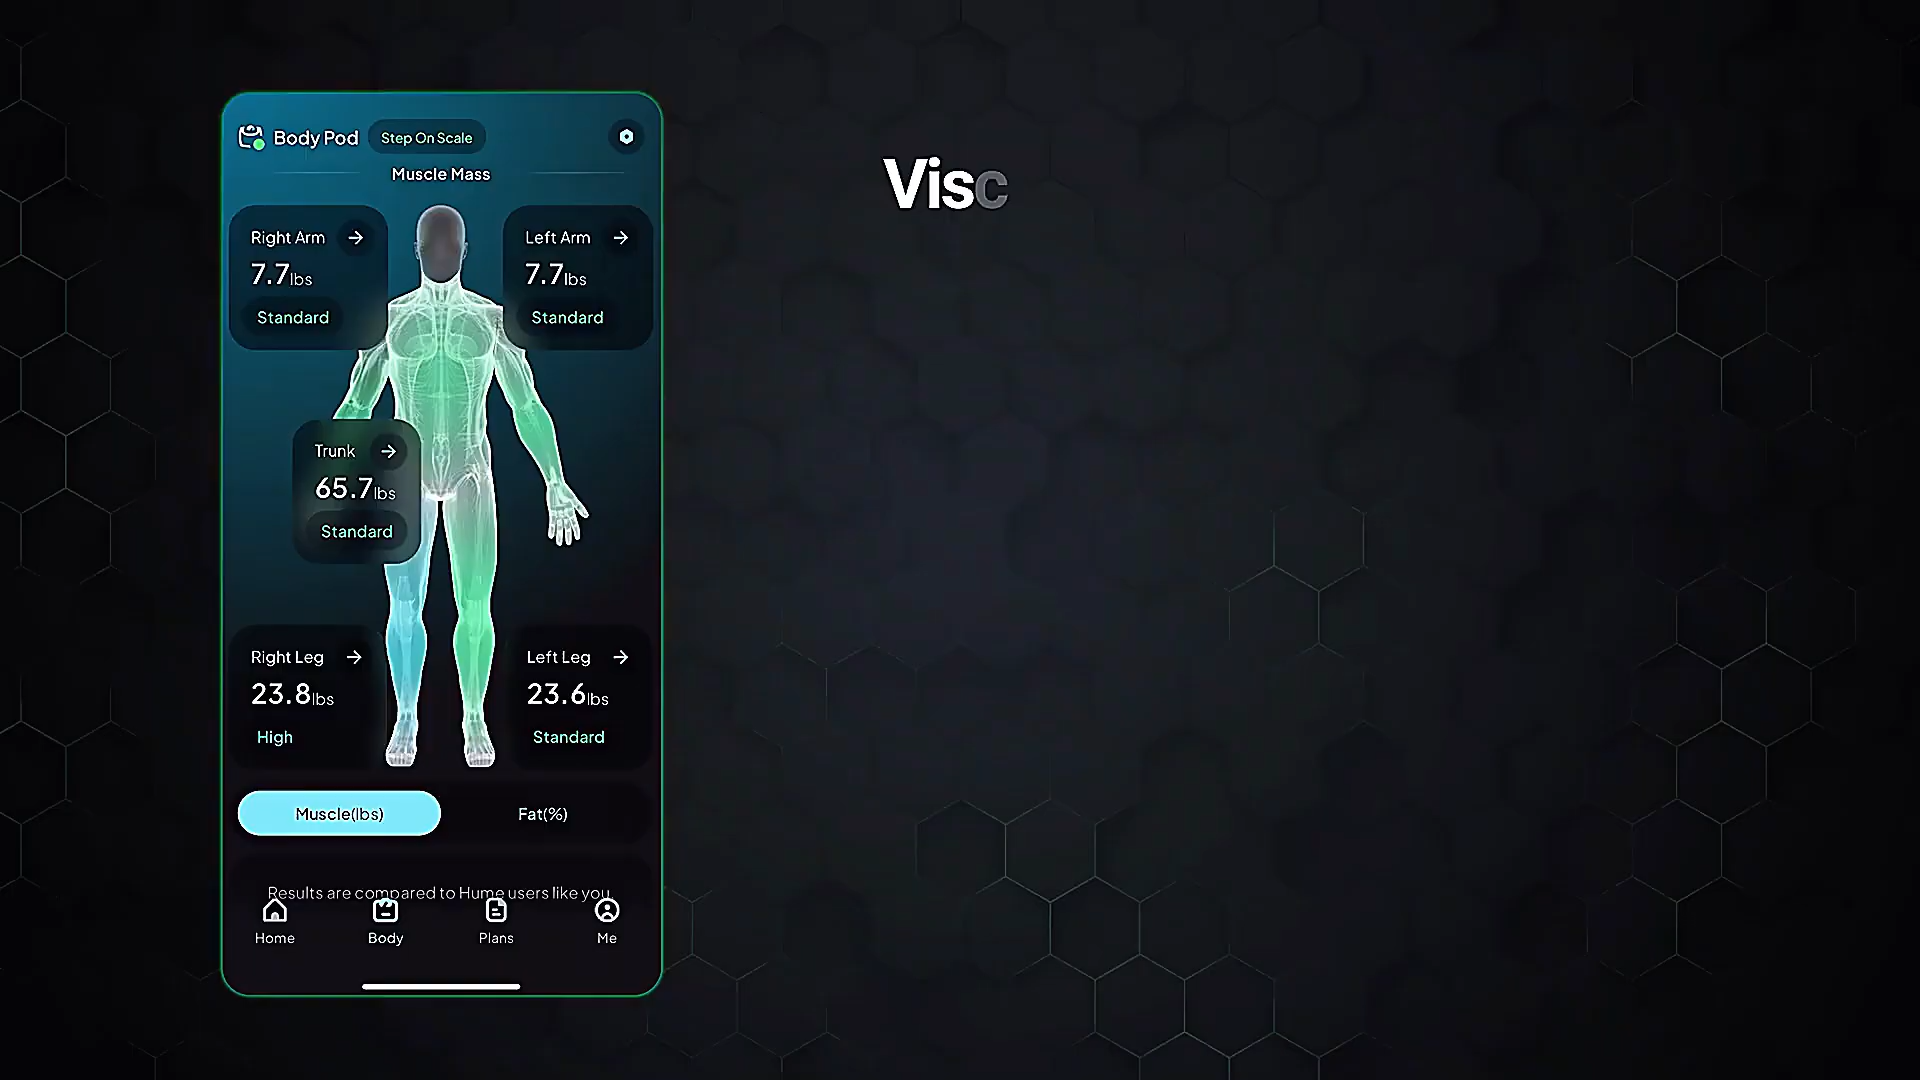 Body Pod
Step On Scale
Muscle Mass
Right Arm
7.7lbs
Standard
Left Arm
7.7lbs
Standard
Trunk
65.7lbs
Standard
Right Leg
23.8lbs
High
Left Leg
23.6lbs
Standard
Muscle(lbs)
Fat(%)
Results are compared to Hume users like you
Home
Body
Plans
Me
Visc